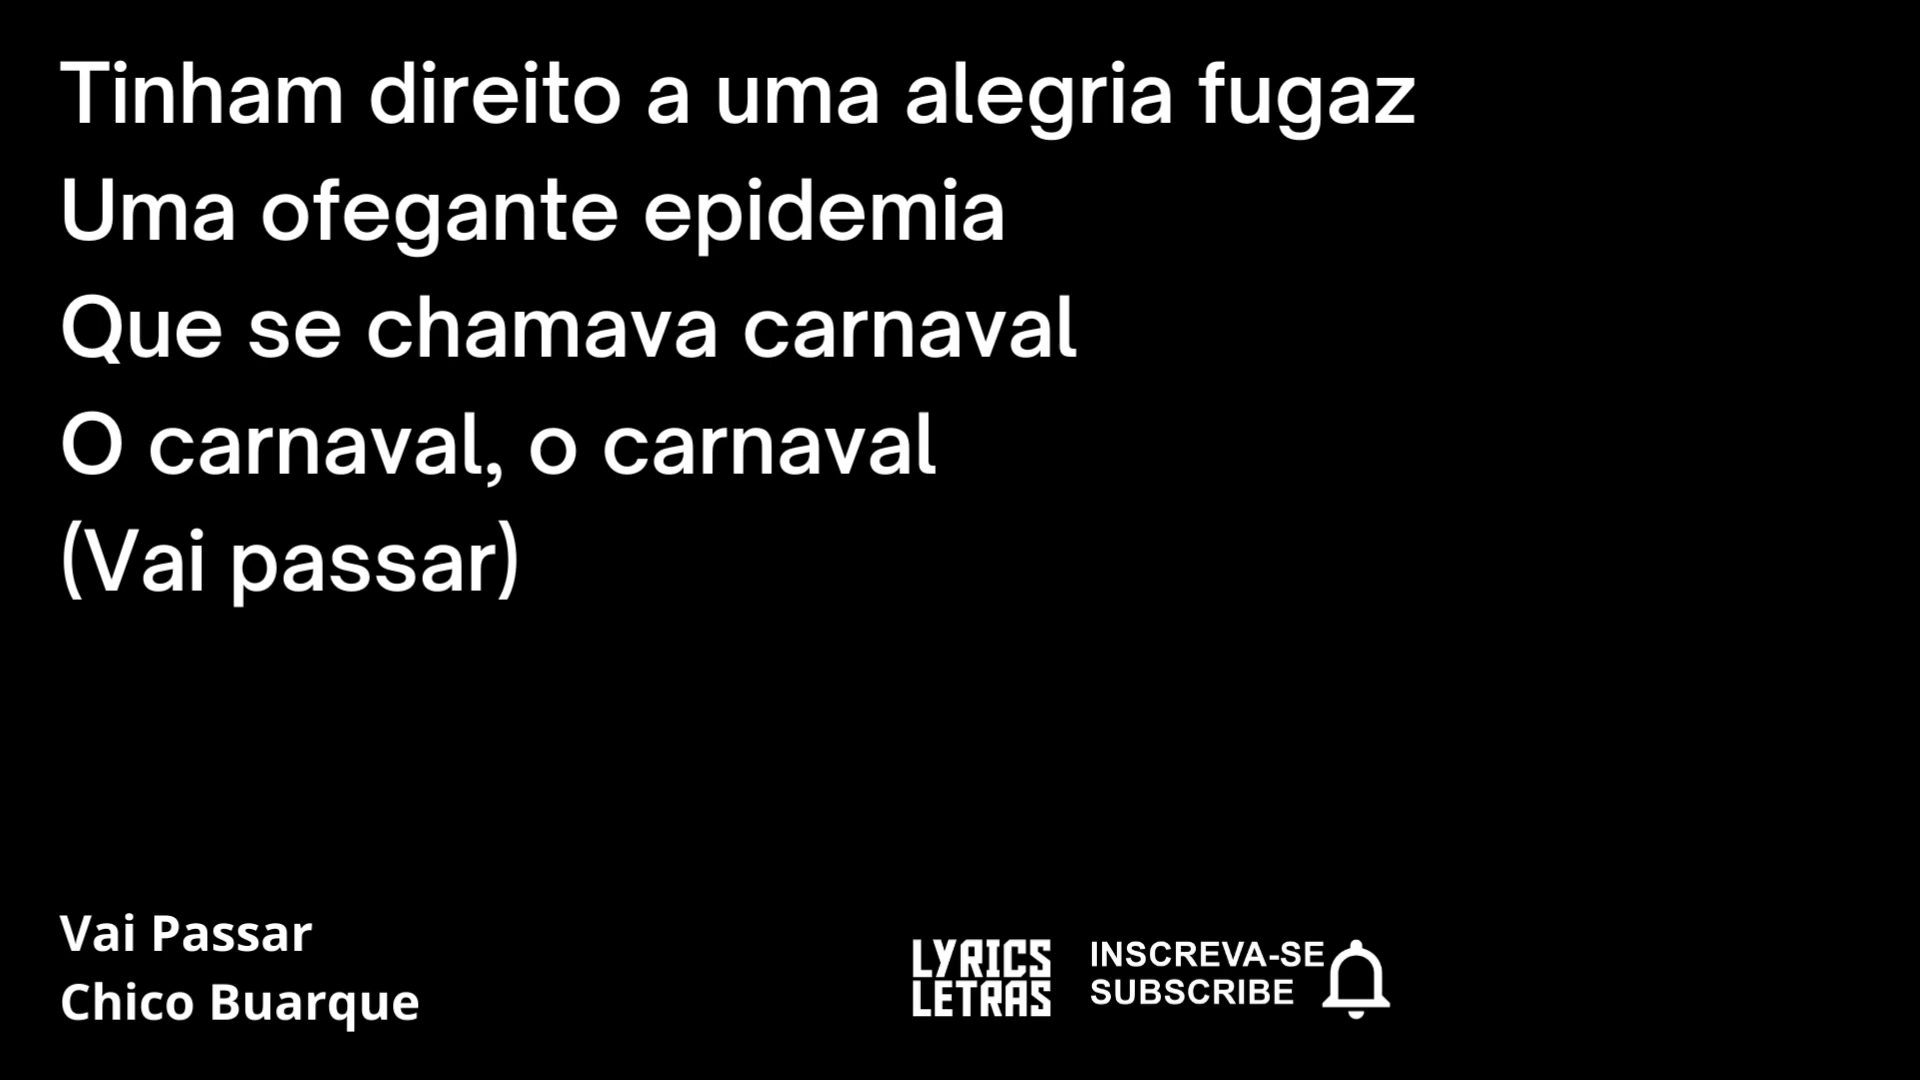 Tinham direito a uma alegria fugaz
Uma ofegante epidemia
Que se chamava carnaval
O carnaval, o carnaval
(Vai passar)
Vai Passar
Chico Buarque
LYRICS
LETRAS
INSCREVA-SE
SUBSCRIBE